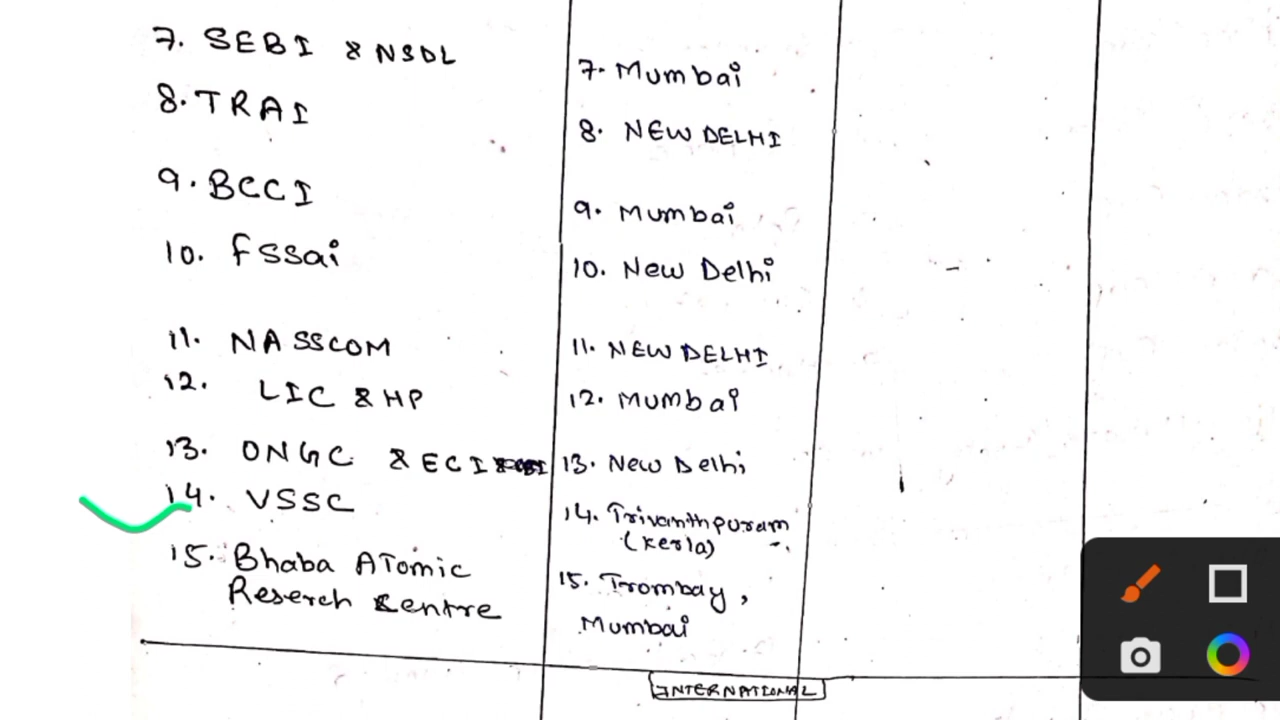 7. SEBI & NSDL
7. Mumbai
8. TRAI
8. NEW DELHI
9. BCCI
9. Mumbai
10. fssai
10. New Delhi
11. NASSCOM
11. NEW DELHI
12. LIC & HP
12. Mumbai
13. ONGC & ECI
13. New Delhi
14. VSSC
14. Trivanthpuram
(Kerla)
15. Bhaba ATomic
Reserch Centre
15. Trombay,
Mumbai
INTERNATIONAL